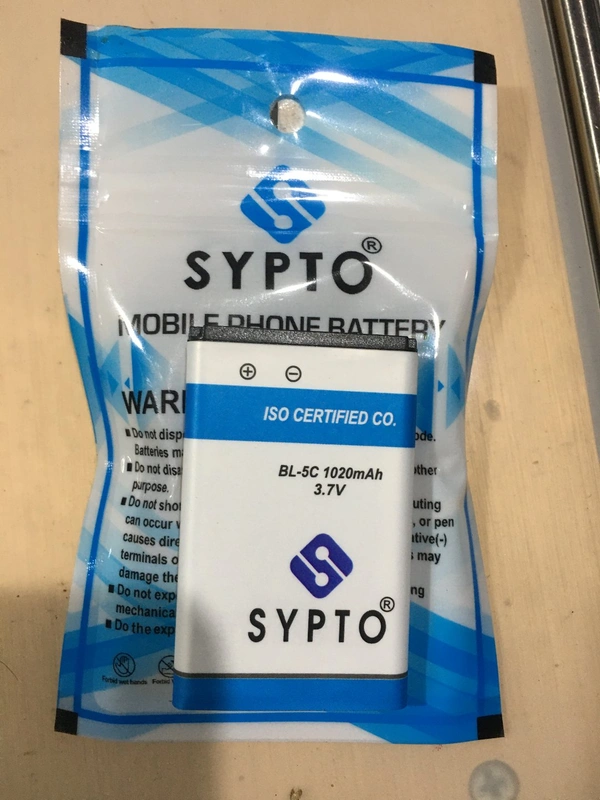 SYPTO®
MOBILE PHONE BATTERY
WAR
Do not disp ode.
Batteries ma
Do not disa other
purpose.
Do not shot uting
can occur , or pen
causes dire ative(-)
terminals o s may
damage the
Do not exp ng
mechanica
Do the exp
⊕ ⊖
ISO CERTIFIED CO.
BL-5C 1020mAh
3.7V
SYPTO®